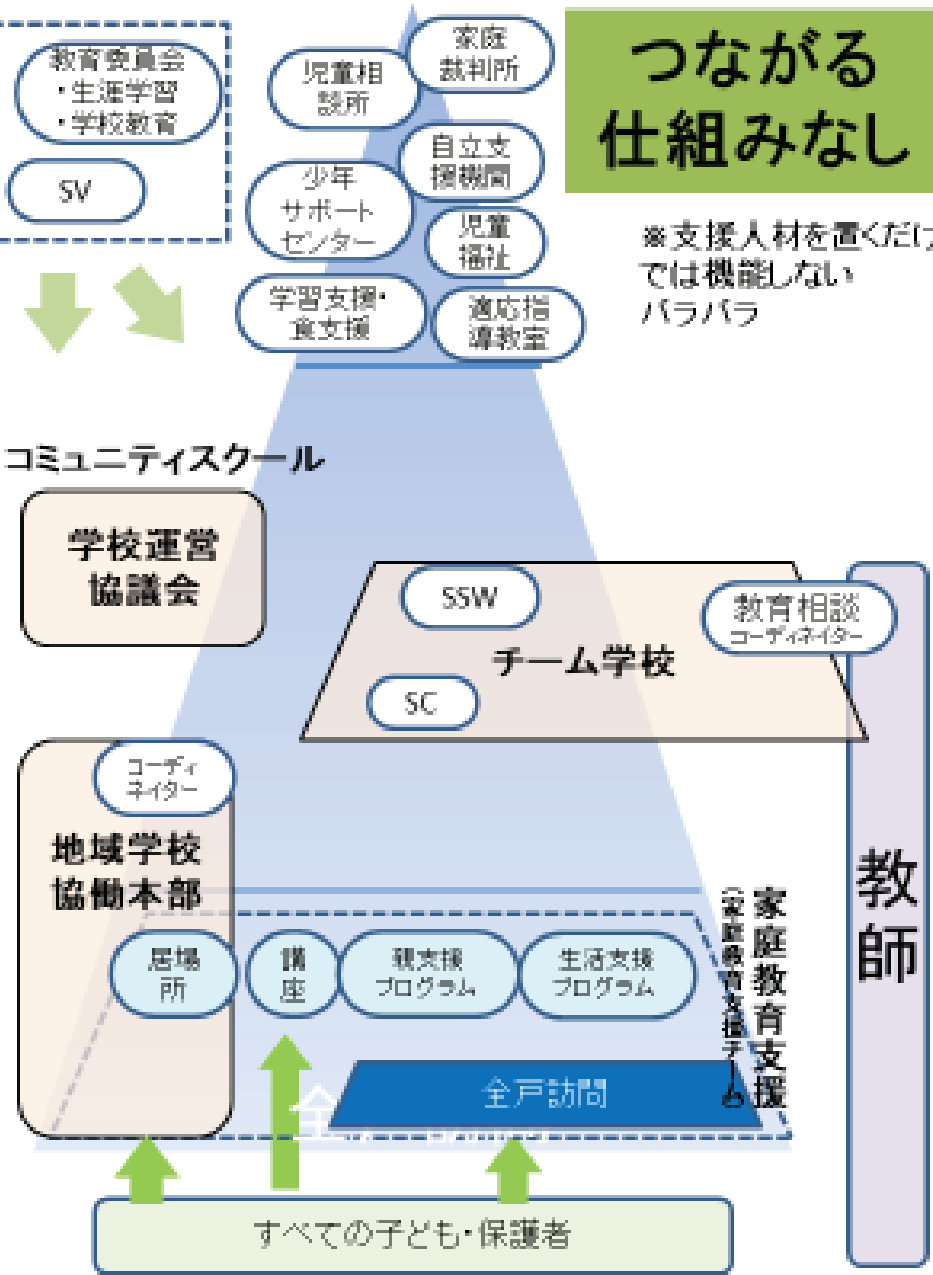 教育委員会
・生涯学習
・学校教育
SV
児童相
談所
家庭
裁判所
つながる
仕組みなし
自立支
援機関
少年
サポート
センター
児童
福祉
※支援人材を置くだけ
では機能しない
バラバラ
学習支援・
食支援
適応指
導教室
コミュニティスクール
学校運営
協議会
SSW
教育相談
コーディネイター
チーム学校
SC
コーディ
ネイター
地域学校
協働本部
教師
家庭教育支援
(家庭教育支援チーム)
居場
所
講
座
親支援
プログラム
生活支援
プログラム
全戸訪問
すべての子ども・保護者